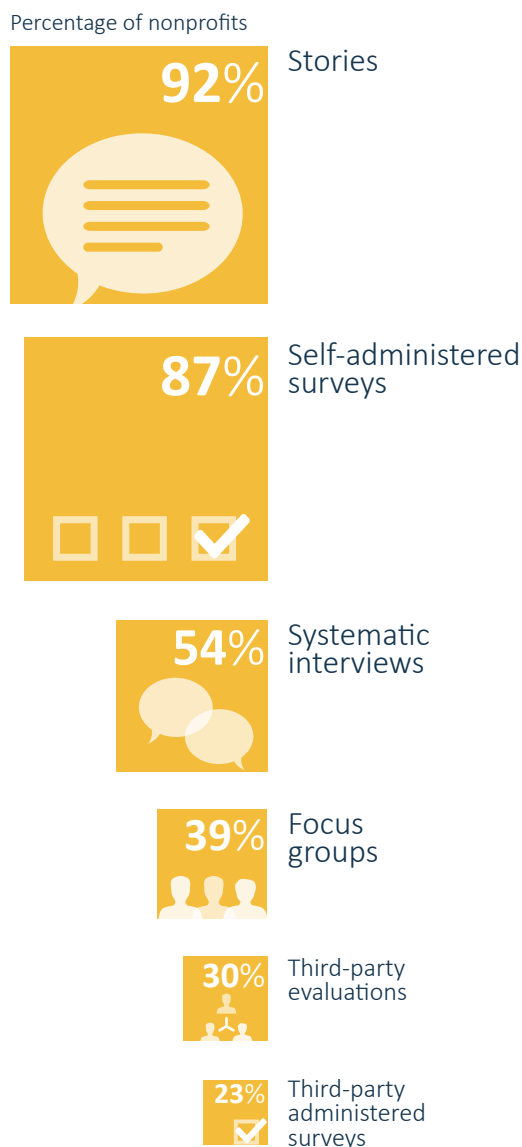 Percentage of nonprofits
92%
Stories
87%
Self-administered
surveys
54%
Systematic
interviews
39%
Focus
groups
30%
Third-party
evaluations
23%
Third-party
administered
surveys